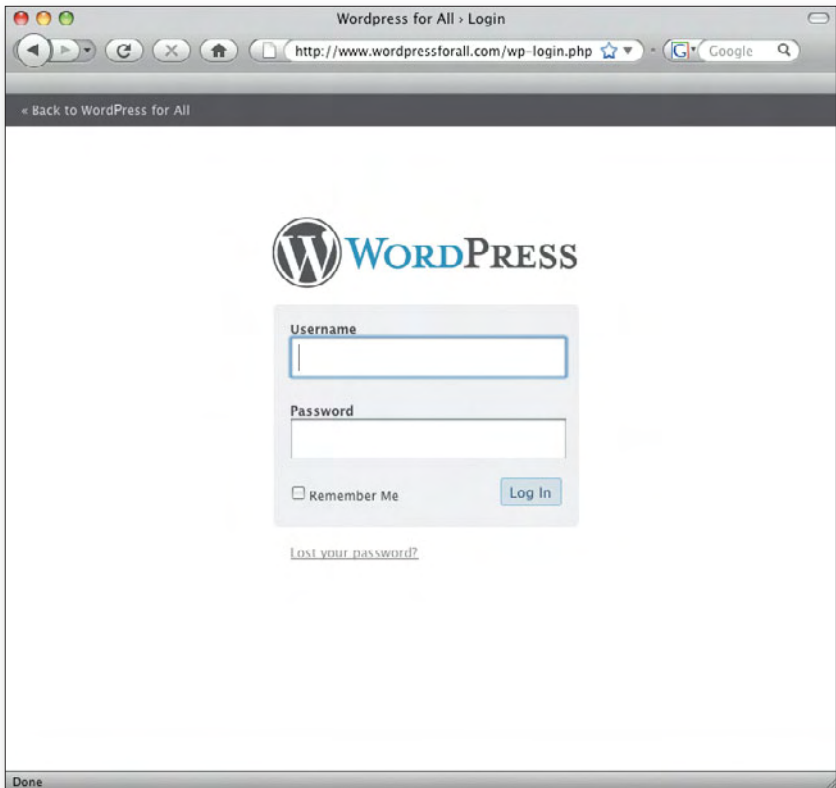 Wordpress for All › Login
http://www.wordpressforall.com/wp-login.php
Google
« Back to WordPress for All
WORDPRESS
Username
Password
Remember Me
Log In
Lost your password?
Done